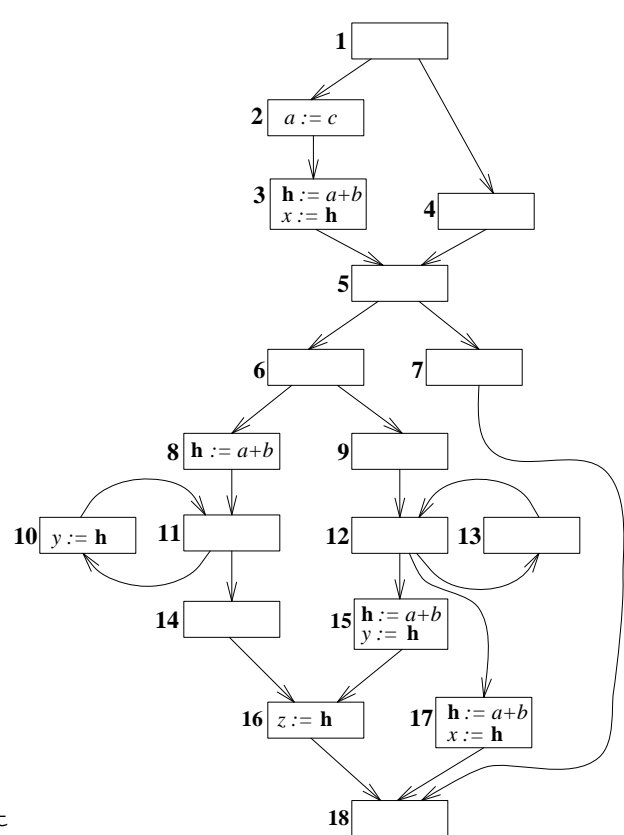 1
2 a := c
3 h := a+b
x := h
4
5
6
7
8 h := a+b
9
10 y := h
11
12
13
14
15 h := a+b
y := h
16 z := h
17 h := a+b
x := h
18